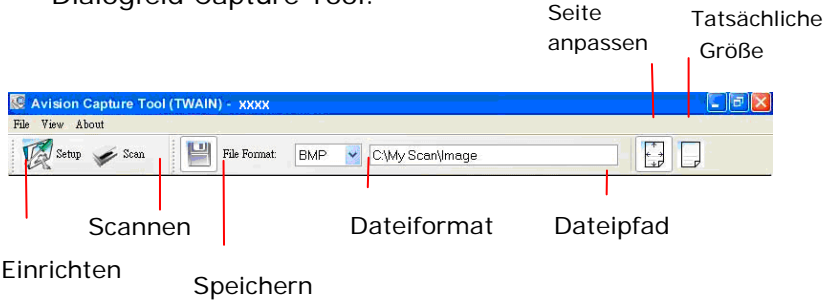 Dialogfeld Capture Tool.
Seite
anpassen
Tatsächliche
Größe
Avision Capture Tool (TWAIN) - xxxx
File View About
Setup Scan File Format: BMP C:\My Scan\Image
Scannen Dateiformat Dateipfad
Einrichten
Speichern